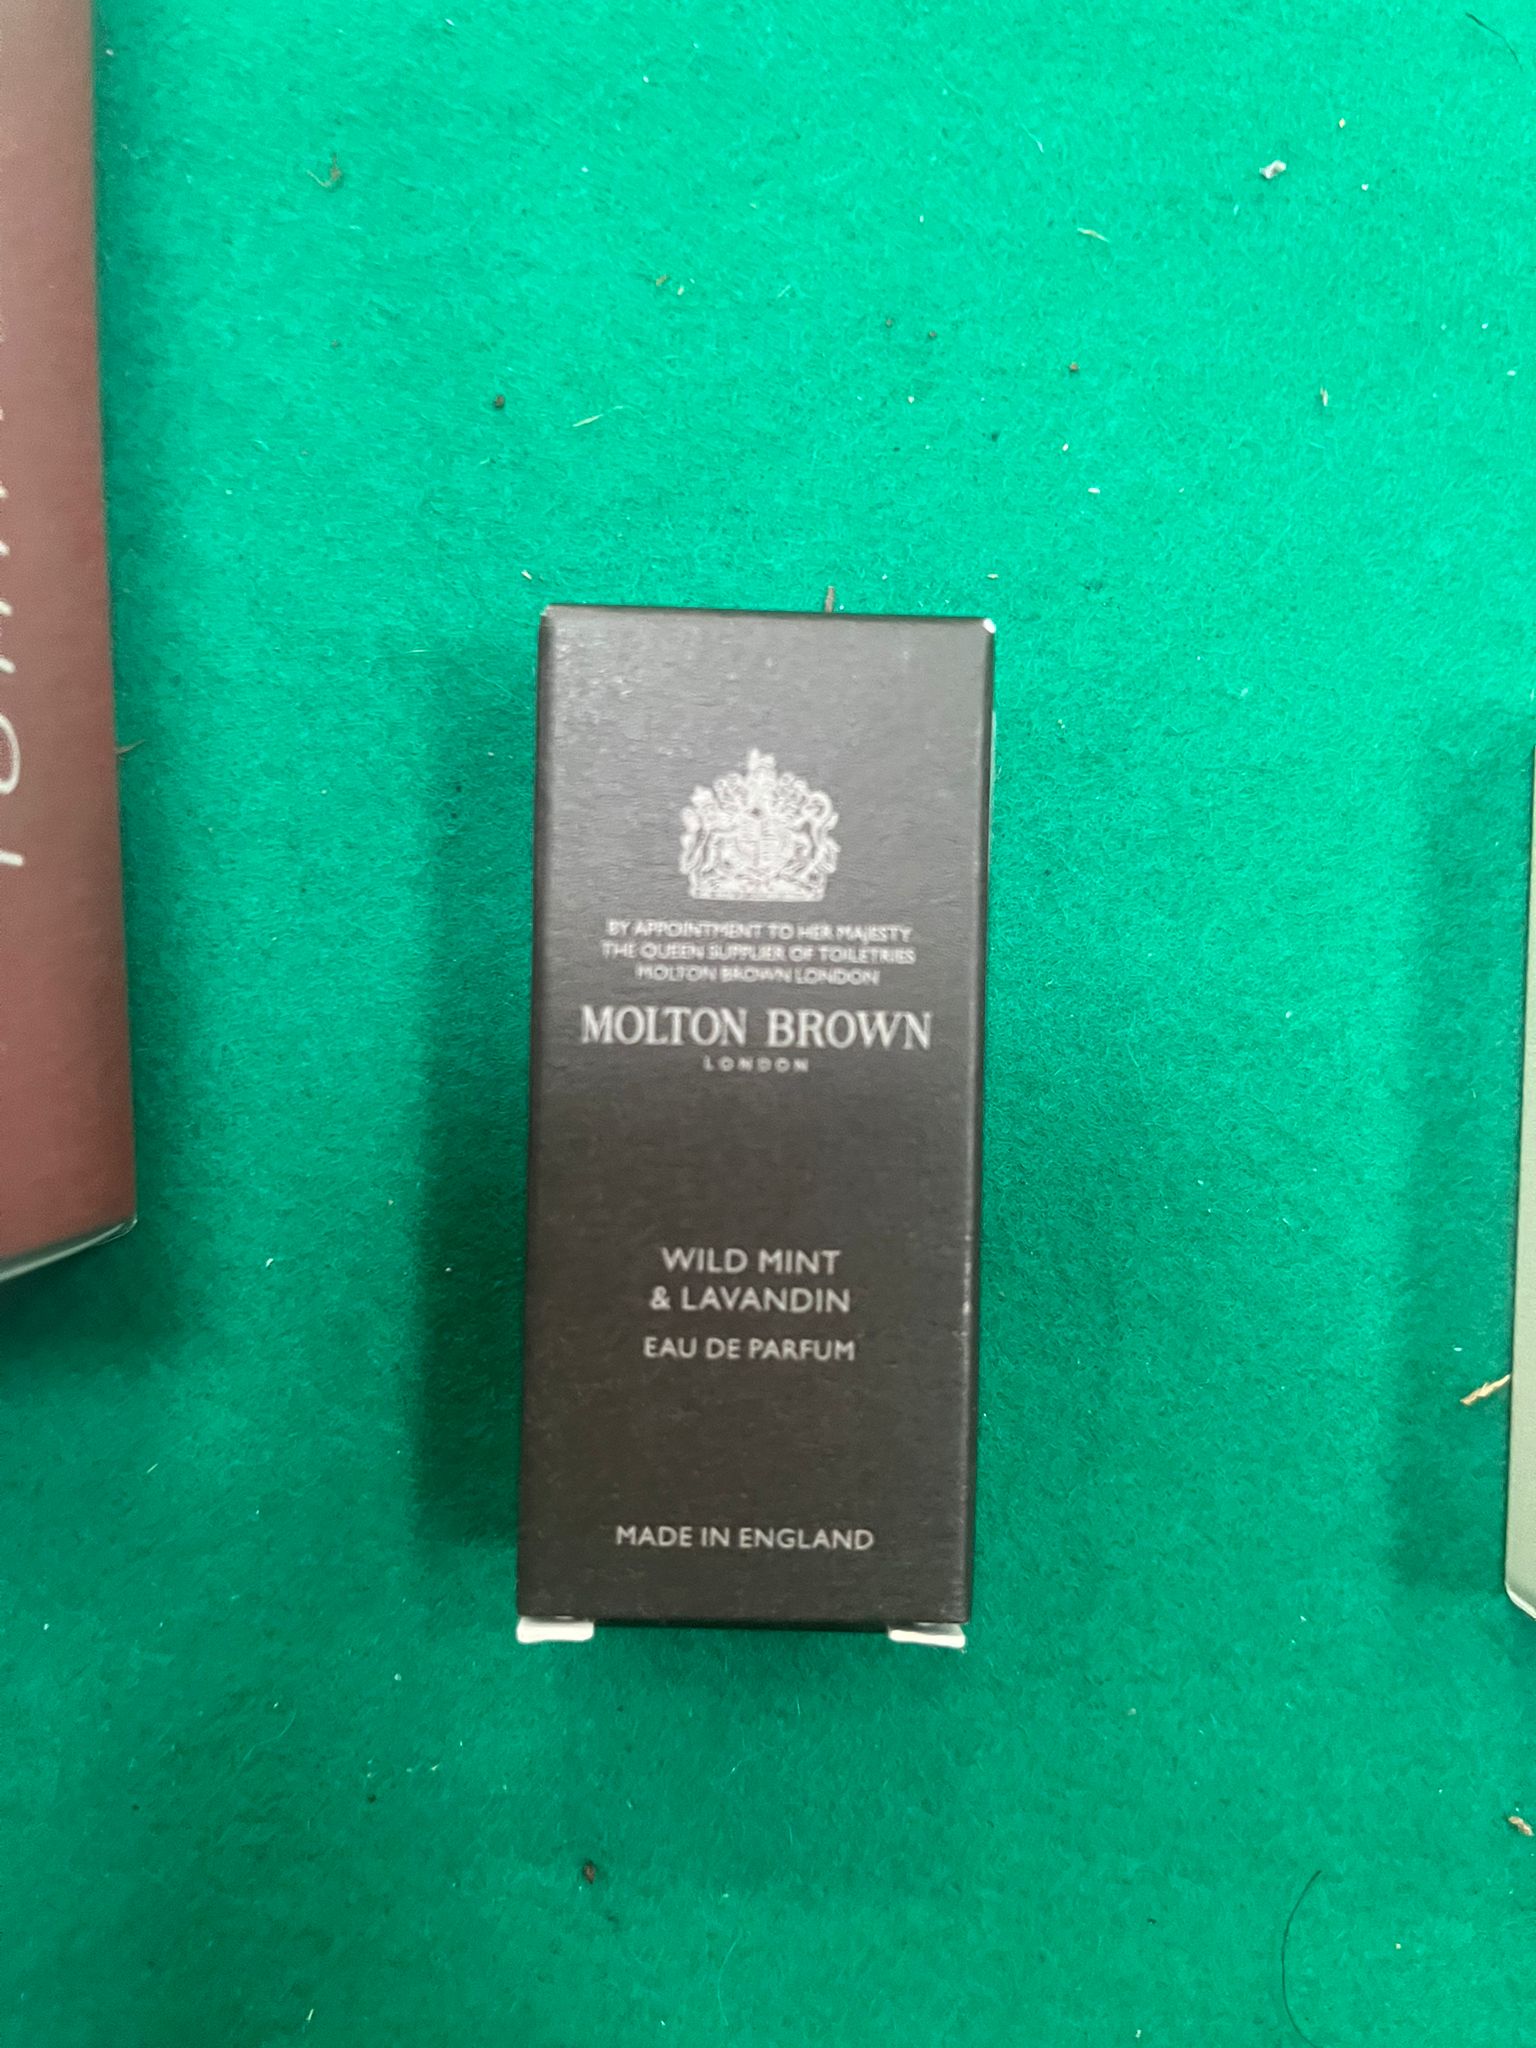 BY APPOINTMENT TO HER MAJESTY
THE QUEEN SUPPLIER OF TOILETRIES
MOLTON BROWN LONDON
MOLTON BROWN
LONDON
WILD MINT
& LAVANDIN
EAU DE PARFUM
MADE IN ENGLAND